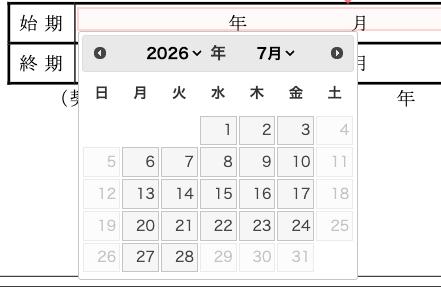 始 期 年 月
2026 年 7月
終 期 月
日 月 火 水 木 金 土
年
1 2 3 4
5 6 7 8 9 10 11
12 13 14 15 16 17 18
19 20 21 22 23 24 25
26 27 28 29 30 31